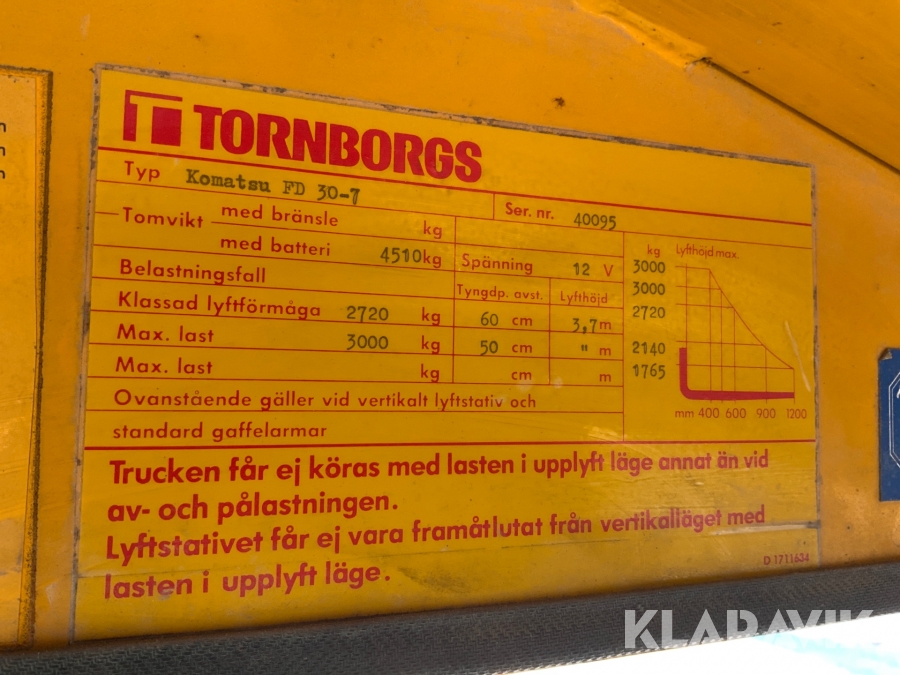 TORNBORGS
Typ Komatsu FD 30-7 Ser. nr. 40095
Tomvikt med bränsle kg
med batteri 4510 kg Spänning 12 V
Belastningsfall Tyngdp. avst. Lyfthöjd
Klassad lyftförmåga 2720 kg 60 cm 3,7 m
Max. last 3000 kg 50 cm " m
Max. last kg cm m
Ovanstående gäller vid vertikalt lyftstativ och
standard gaffelarmar
kg Lyfthöjd max.
3000
3000
2720
2140
1765
mm 400 600 900 1200
Trucken får ej köras med lasten i upplyft läge annat än vid
av- och pålastningen.
Lyftstativet får ej vara framåtlutat från vertikalläget med
lasten i upplyft läge.
D 1711634
KLARAVIK